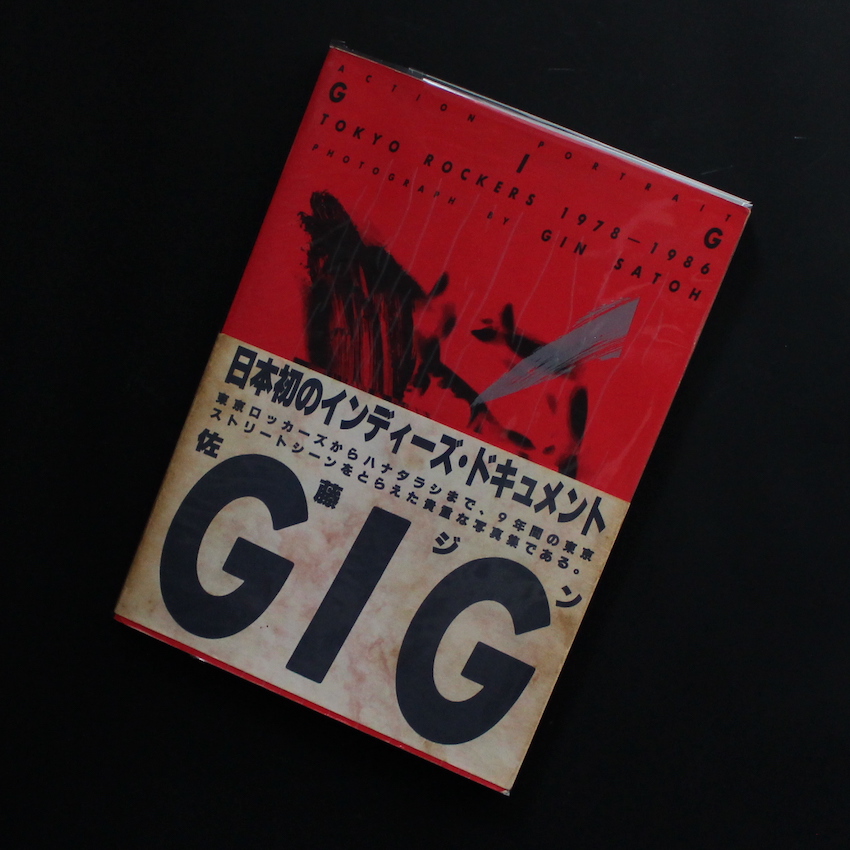 ACTION PORTRAIT
GIG
TOKYO ROCKERS 1978—1986
PHOTOGRAPH BY GIN SATOH
日本初のインディーズ・ドキュメント
東京ロッカーズからハナタラシまで、9年間の東京
ストリートシーンをとらえた貴重な写真集である。
佐藤ジン
GIG